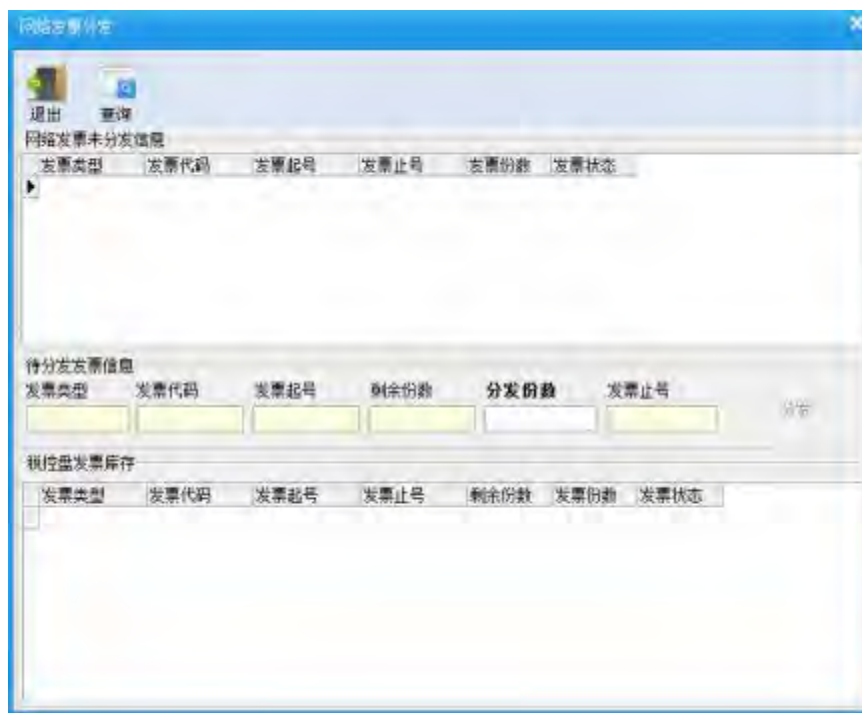 网络发票分发
退出 查询
网络发票未分发信息
发票类型 发票代码 发票起号 发票止号 发票份数 发票状态
待分发发票信息
发票类型 发票代码 发票起号 剩余份数 分发份数 发票止号
分发
税控盘发票库存
发票类型 发票代码 发票起号 发票止号 剩余份数 发票份数 发票状态